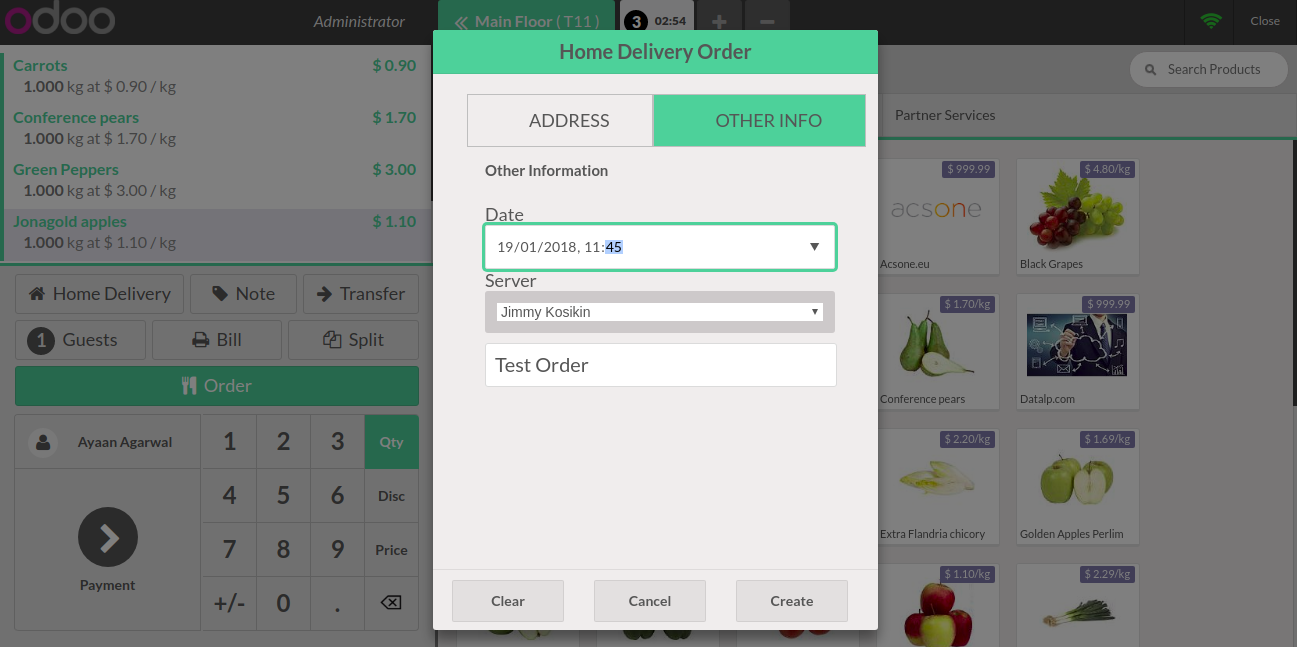 odoo
Administrator
Main Floor ( T11 )
3 02:54
+
−
Close
Carrots $ 0.90
1.000 kg at $ 0.90 / kg
Conference pears $ 1.70
1.000 kg at $ 1.70 / kg
Green Peppers $ 3.00
1.000 kg at $ 3.00 / kg
Jonagold apples $ 1.10
1.000 kg at $ 1.10 / kg
Home Delivery
Note
Transfer
1 Guests
Bill
Split
Order
Ayaan Agarwal
Payment
1 2 3 Qty
4 5 6 Disc
7 8 9 Price
+/- 0 .
Home Delivery Order
ADDRESS
OTHER INFO
Other Information
Date
19/01/2018, 11:45
Server
Jimmy Kosikin
Test Order
Clear
Cancel
Create
Search Products
Partner Services
$ 999.99
acsone
Acsone.eu
$ 4.80/kg
Black Grapes
$ 1.70/kg
Conference pears
$ 999.99
Datalp.com
$ 2.20/kg
Extra Flandria chicory
$ 1.69/kg
Golden Apples Perlim
$ 1.10/kg
$ 2.29/kg